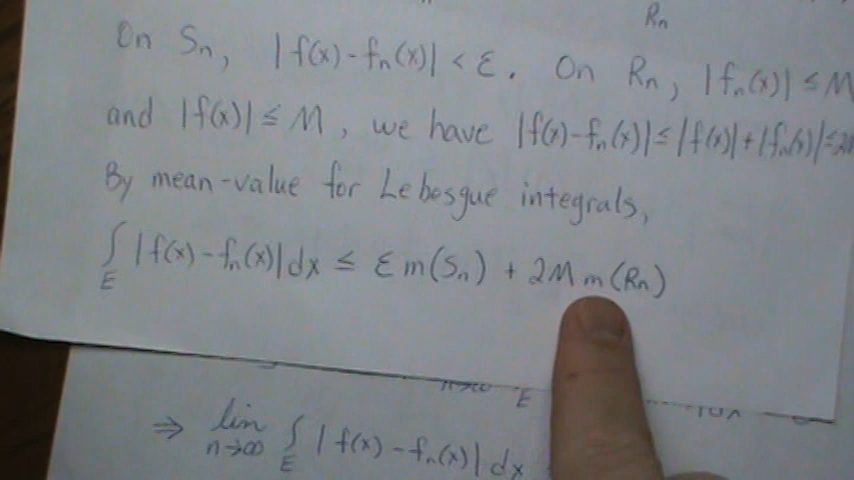 Rn
On Sn, |f(x)-fn(x)| < ε. On Rn, |fn(x)| ≤ M
and |f(x)| ≤ M, we have |f(x)-fn(x)| ≤ |f(x)|+|fn(x)| ≤ 2M
By mean-value for Lebesgue integrals,
∫E |f(x)-fn(x)| dx ≤ ε m(Sn) + 2M m(Rn)
n→∞ E
⇒ lim n→∞ ∫E |f(x)-fn(x)| dx